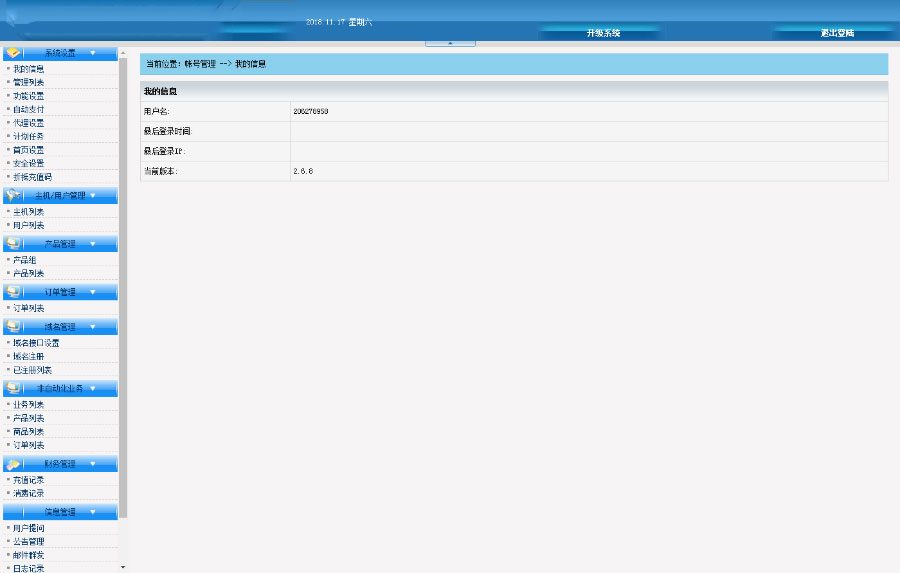 2018.11.17 星期六
升级系统
退出登陆
系统设置
我的信息
管理列表
功能设置
自动支付
代理设置
计划任务
首页设置
安全设置
折换充值码
主机/用户管理
主机列表
用户列表
产品管理
产品组
产品列表
订单管理
订单列表
域名管理
域名接口设置
域名注册
已注册列表
非自动化业务
业务列表
产品列表
商品列表
订单列表
财务管理
充值记录
消费记录
信息管理
用户提问
公告管理
邮件群发
日志记录
当前位置: 帐号管理 --> 我的信息
我的信息
用户名: 206278958
最后登录时间:
最后登录IP:
当前版本: 2.6.8